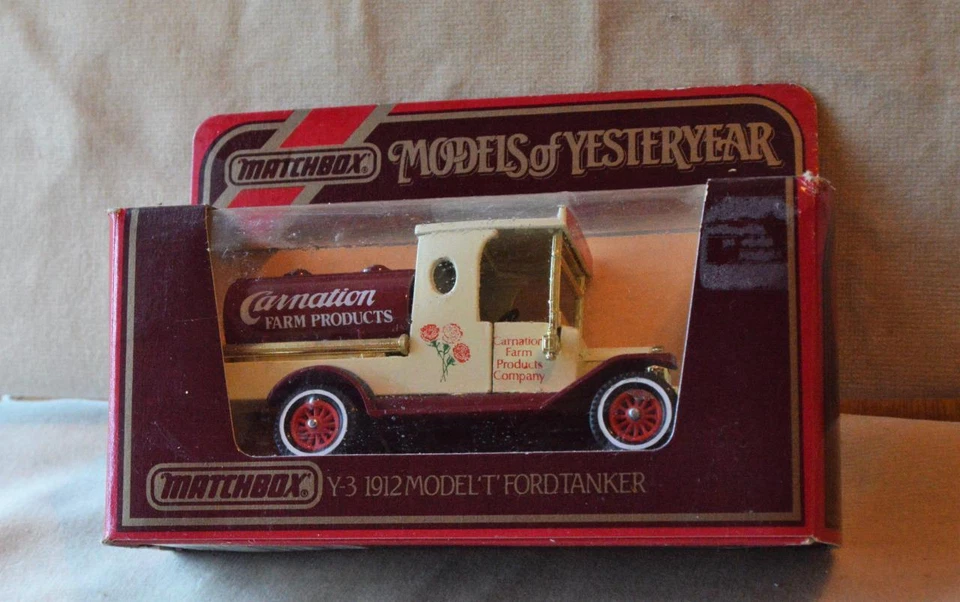 MATCHBOX®
MODELS of YESTERYEAR
Carnation
FARM PRODUCTS
Carnation
Farm
Products
Company
MATCHBOX®
Y-3 1912 MODEL 'T' FORD TANKER